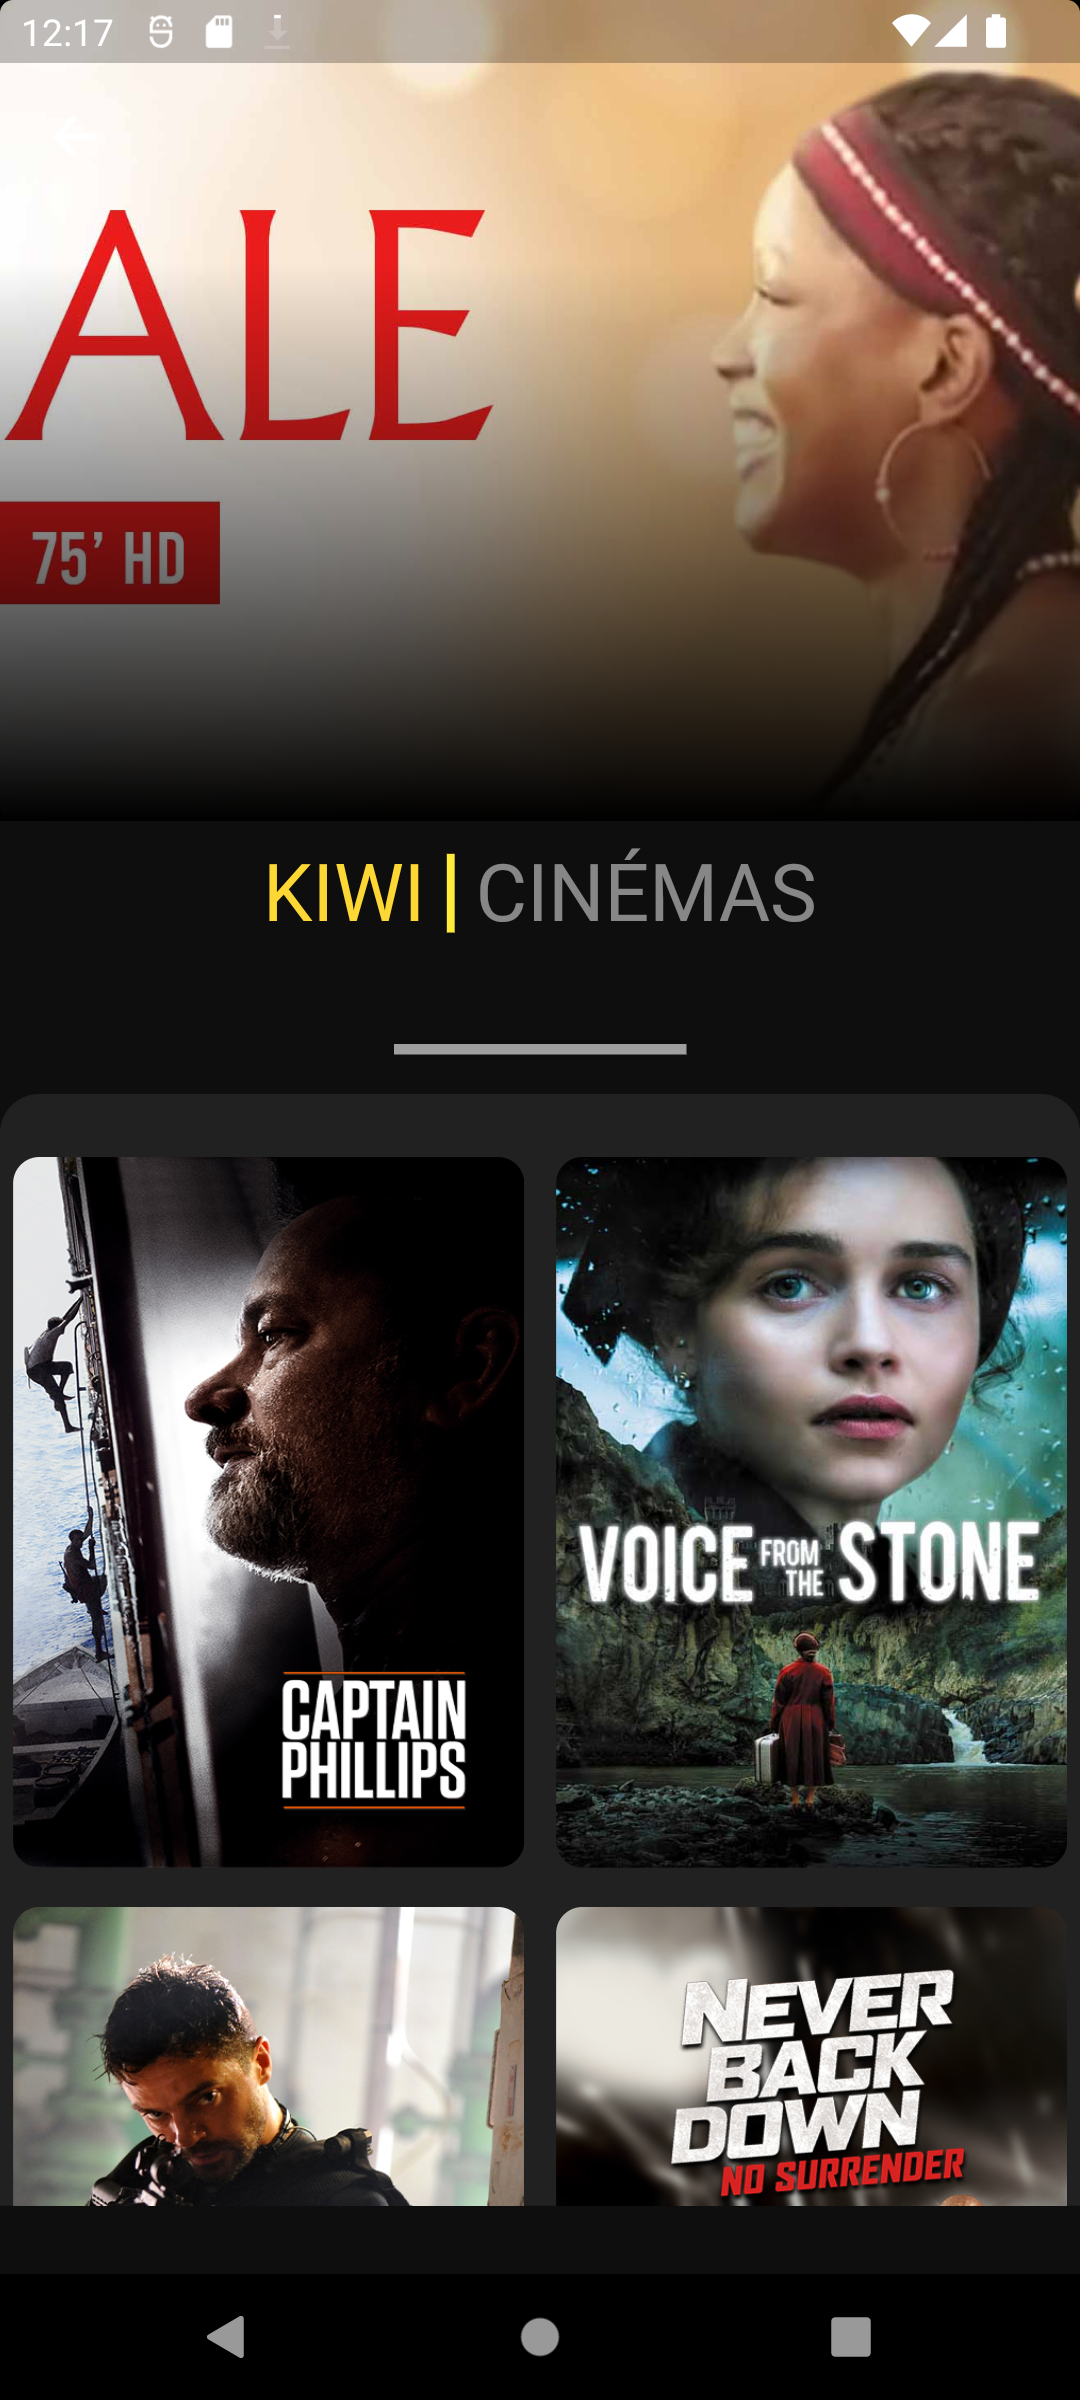 12:17
ALE
75’ HD
KIWI | CINÉMAS
CAPTAIN
PHILLIPS
VOICE FROM THE STONE
NEVER
BACK
DOWN
NO SURRENDER